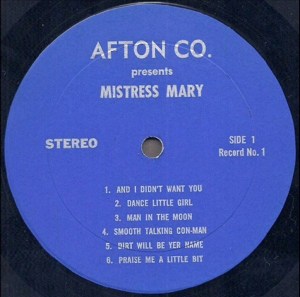 AFTON CO.
presents
MISTRESS MARY
STEREO
SIDE 1
Record No. 1
1. AND I DIDN'T WANT YOU
2. DANCE LITTLE GIRL
3. MAN IN THE MOON
4. SMOOTH TALKING CON-MAN
5. DIRT WILL BE YER NAME
6. PRAISE ME A LITTLE BIT